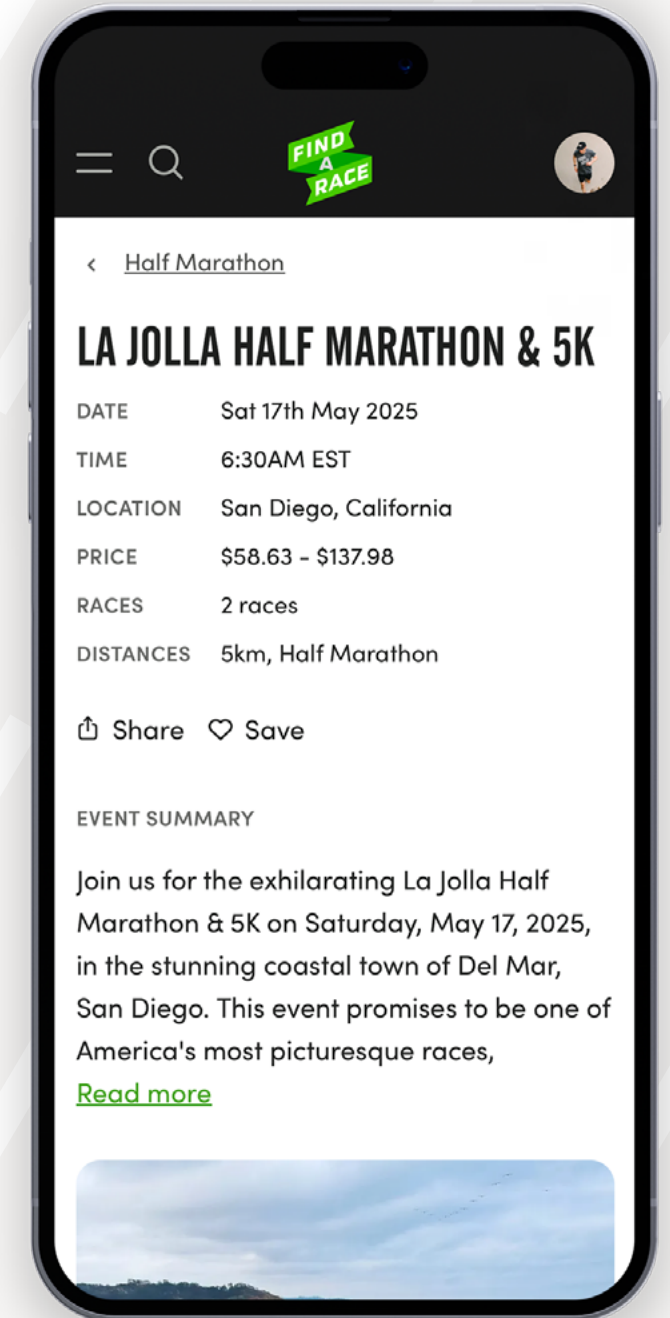 FIND
A
RACE
Half Marathon
LA JOLLA HALF MARATHON & 5K
DATE Sat 17th May 2025
TIME 6:30AM EST
LOCATION San Diego, California
PRICE $58.63 - $137.98
RACES 2 races
DISTANCES 5km, Half Marathon
Share Save
EVENT SUMMARY
Join us for the exhilarating La Jolla Half
Marathon & 5K on Saturday, May 17, 2025,
in the stunning coastal town of Del Mar,
San Diego. This event promises to be one of
America's most picturesque races,
Read more